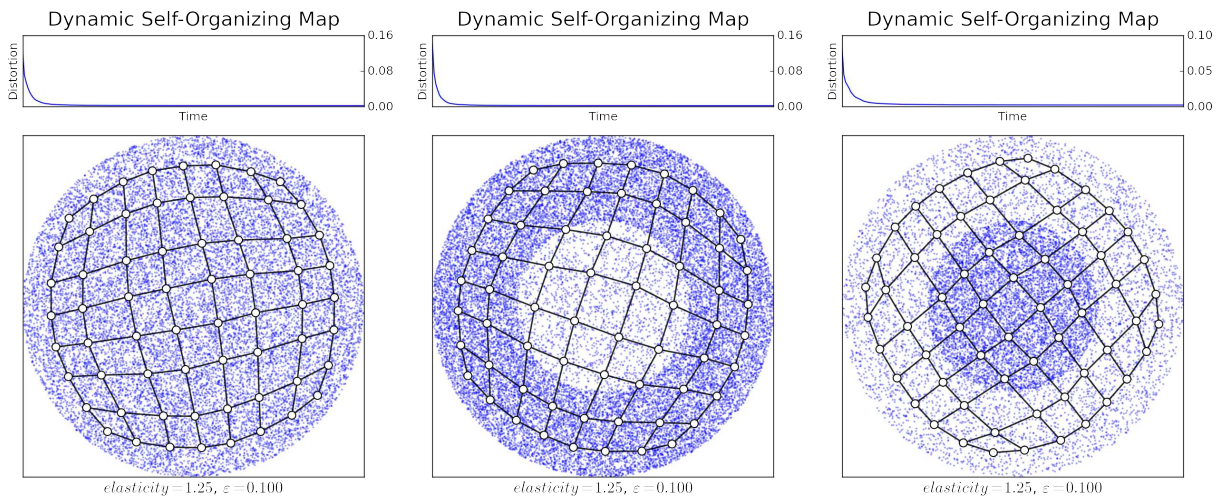 Dynamic Self-Organizing Map
Distortion
0.16
0.08
0.00
Time
elasticity=1.25, ε=0.100
Dynamic Self-Organizing Map
Distortion
0.16
0.08
0.00
Time
elasticity=1.25, ε=0.100
Dynamic Self-Organizing Map
Distortion
0.10
0.05
0.00
Time
elasticity=1.25, ε=0.100